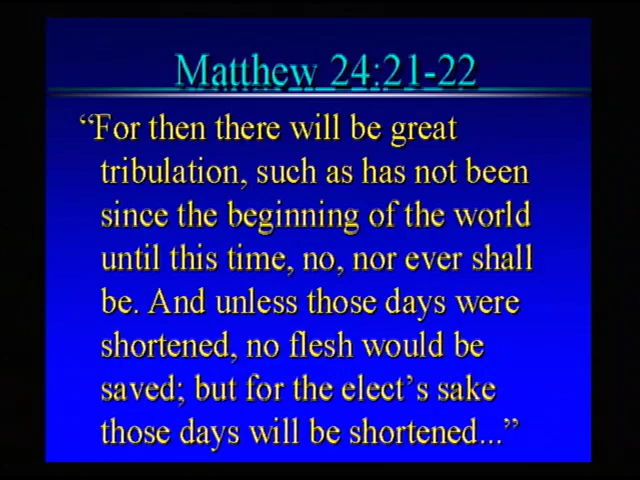 Matthew 24:21-22
“For then there will be great
tribulation, such as has not been
since the beginning of the world
until this time, no, nor ever shall
be. And unless those days were
shortened, no flesh would be
saved; but for the elect’s sake
those days will be shortened...”